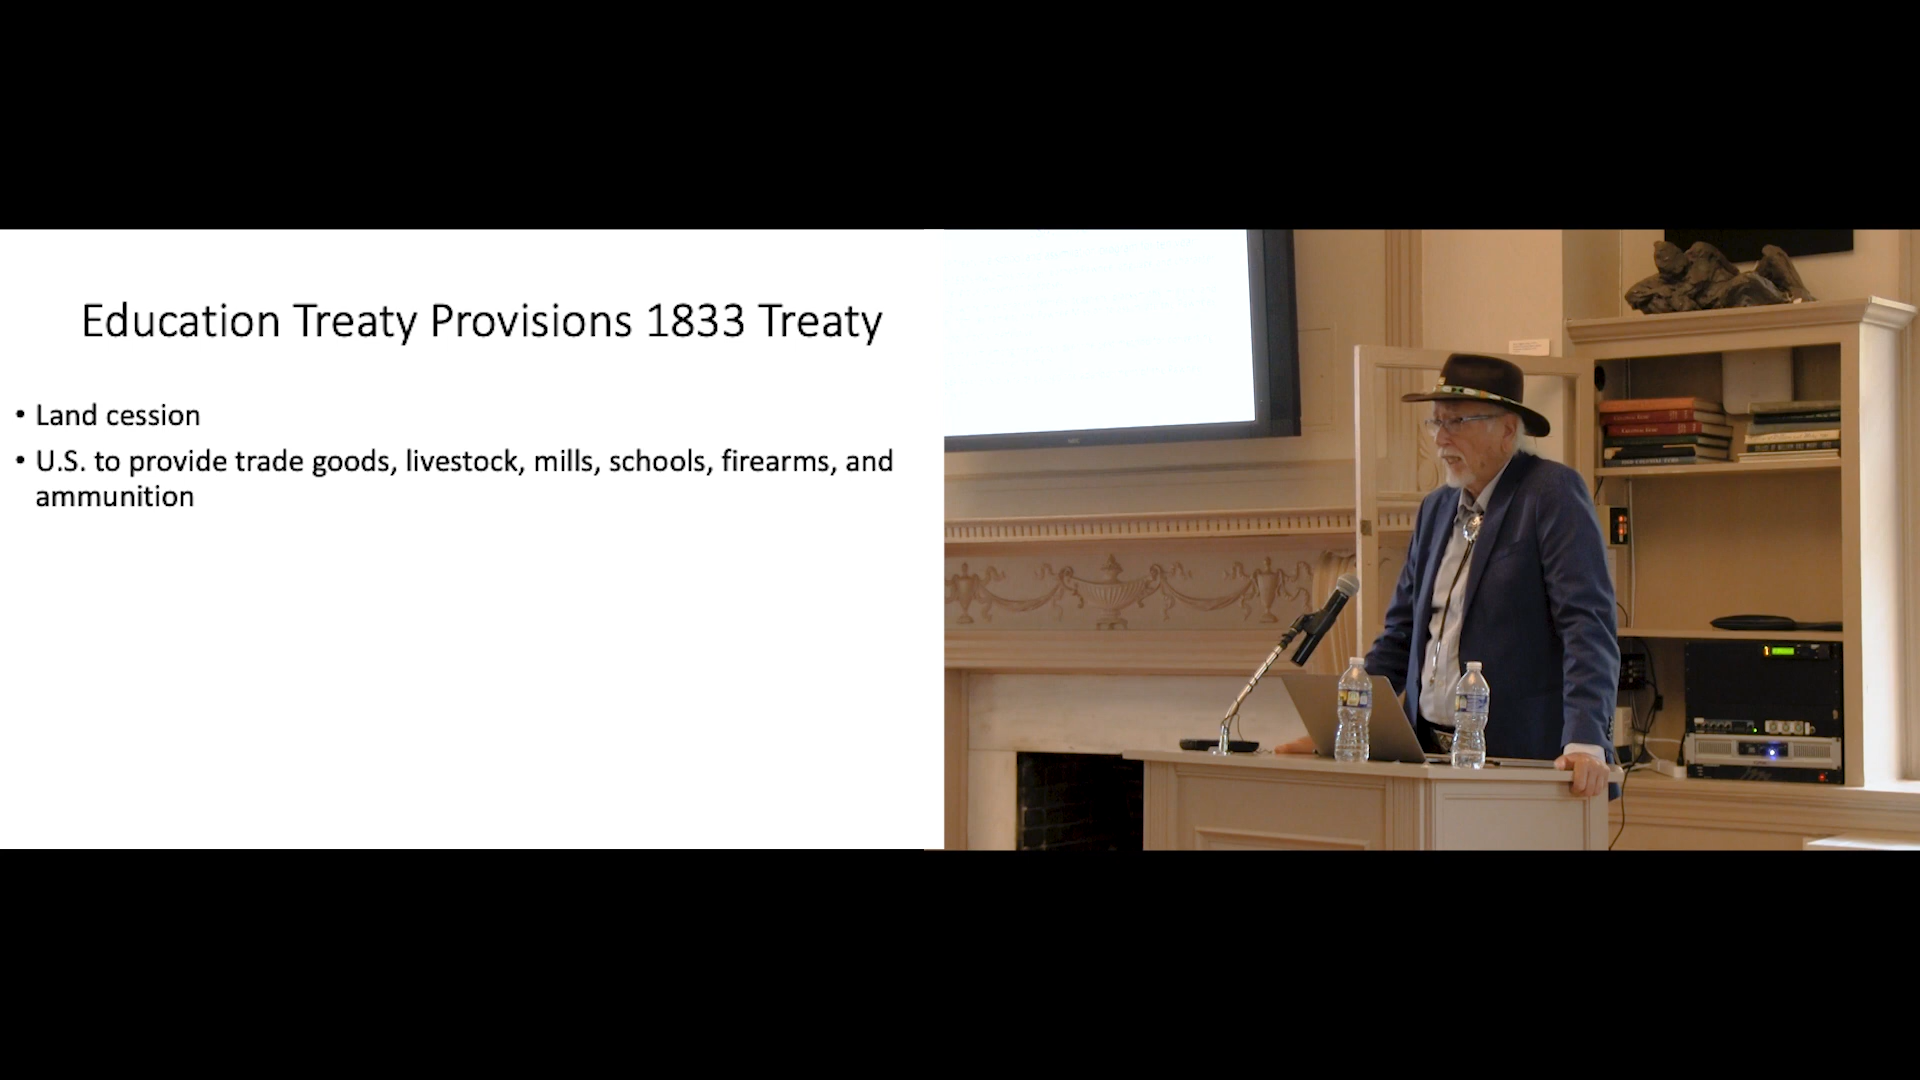 Education Treaty Provisions 1833 Treaty
• Land cession
• U.S. to provide trade goods, livestock, mills, schools, firearms, and
ammunition